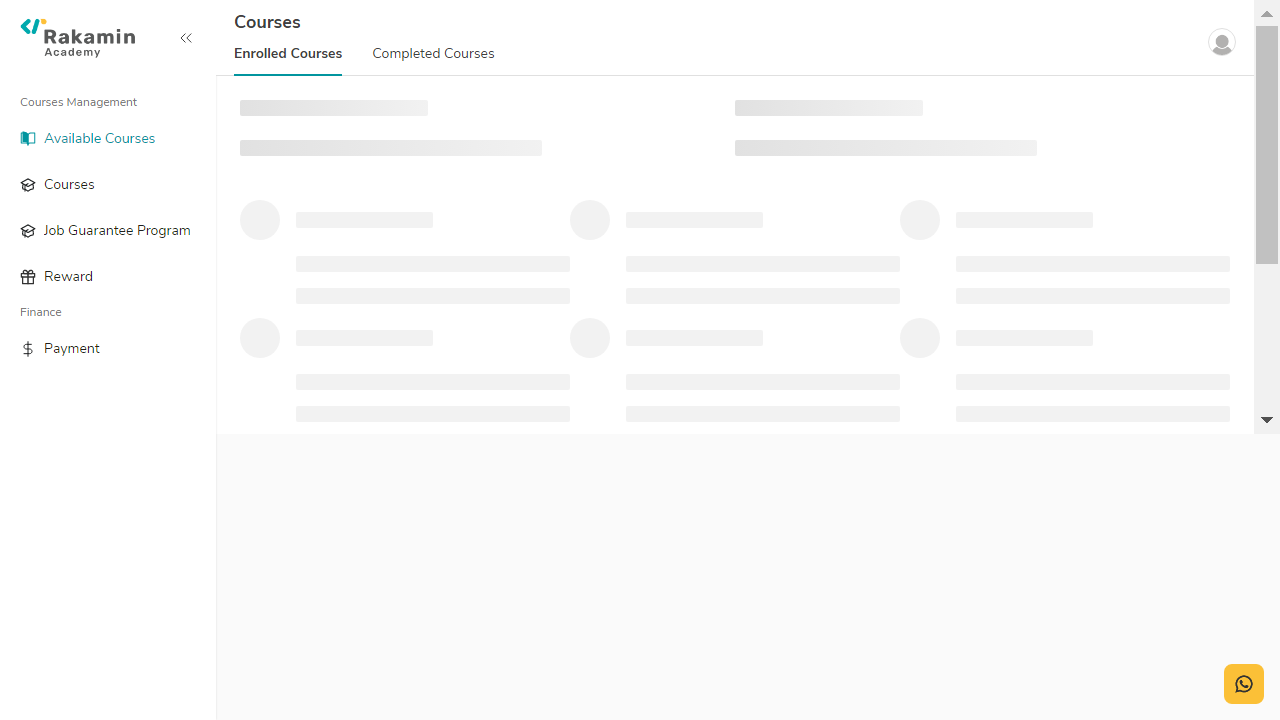 Rakamin
Academy
Courses Management
Available Courses
Courses
Job Guarantee Program
Reward
Finance
Payment
Courses
Enrolled Courses
Completed Courses